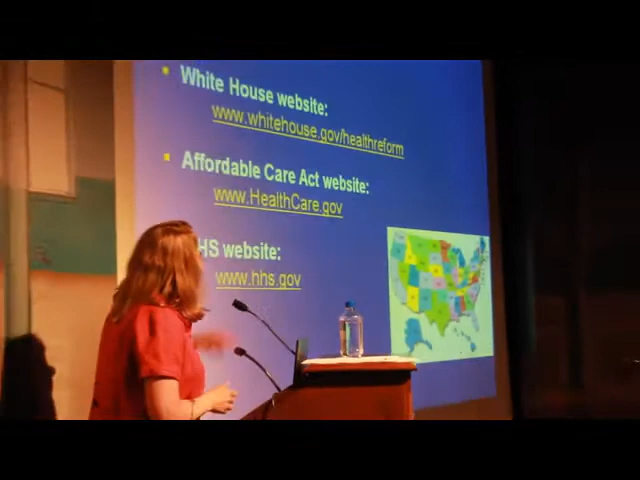 White House website:
www.whitehouse.gov/healthreform
Affordable Care Act website:
www.HealthCare.gov
HS website:
www.hhs.gov